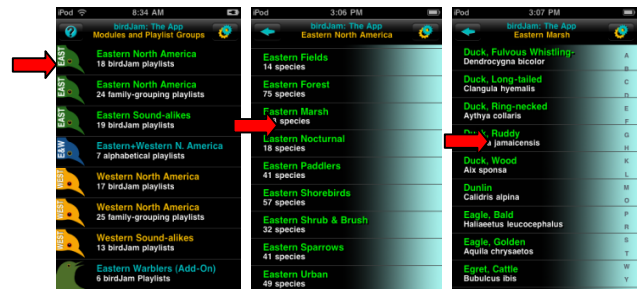 iPod 8:34 AM
birdJam: The App
Modules and Playlist Groups
?
EAST
Eastern North America
18 birdJam playlists
EAST
Eastern North America
24 family-grouping playlists
EAST
Eastern Sound-alikes
19 birdJam playlists
E&W
Eastern+Western N. America
7 alphabetical playlists
WEST
Western North America
17 birdJam playlists
WEST
Western North America
25 family-grouping playlists
WEST
Western Sound-alikes
13 birdJam playlists
Eastern Warblers (Add-On)
6 birdJam Playlists
iPod 3:06 PM
birdJam: The App
Eastern North America
Eastern Fields
14 species
Eastern Forest
75 species
Eastern Marsh
species
Eastern Nocturnal
18 species
Eastern Paddlers
41 species
Eastern Shorebirds
57 species
Eastern Shrub & Brush
32 species
Eastern Sparrows
41 species
Eastern Urban
49 species
iPod 3:07 PM
birdJam: The App
Eastern Marsh
Duck, Fulvous Whistling-
Dendrocygna bicolor
Duck, Long-tailed
Clangula hyemalis
Duck, Ring-necked
Aythya collaris
Duck, Ruddy
jamaicensis
Duck, Wood
Aix sponsa
Dunlin
Calidris alpina
Eagle, Bald
Haliaeetus leucocephalus
Eagle, Golden
Aquila chrysaetos
Egret, Cattle
Bubulcus ibis
A
B
C
D
E
F
G
H
K
L
M
O
P
R
S
T
W
Y